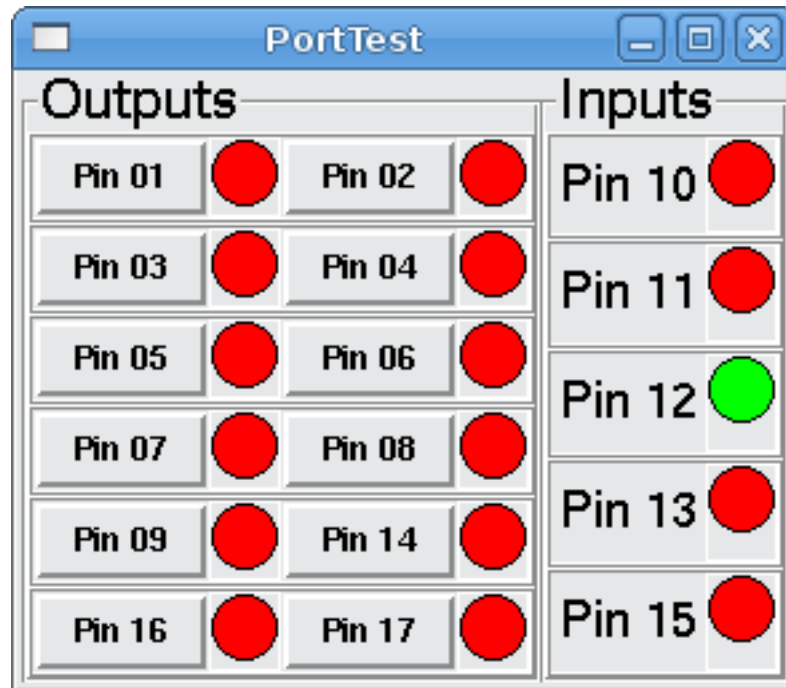 PortTest
Outputs
Pin 01 Pin 02
Pin 03 Pin 04
Pin 05 Pin 06
Pin 07 Pin 08
Pin 09 Pin 14
Pin 16 Pin 17
Inputs
Pin 10
Pin 11
Pin 12
Pin 13
Pin 15